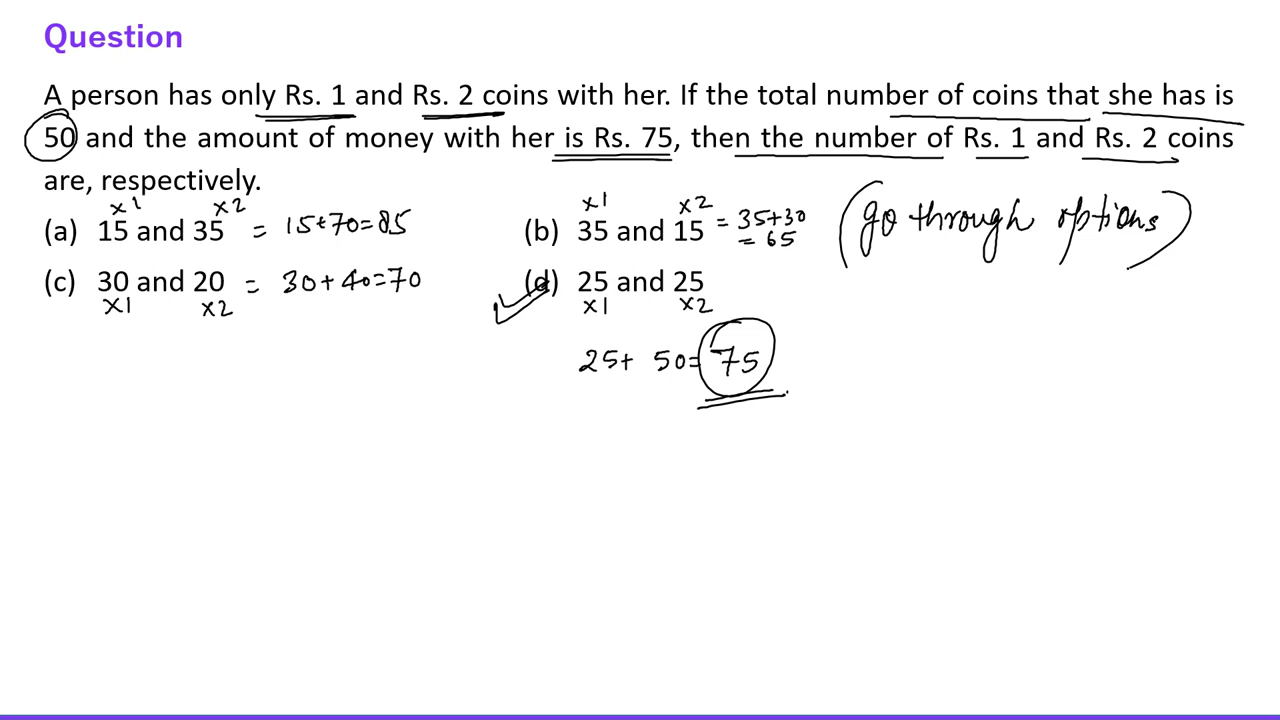 Question
A person has only Rs. 1 and Rs. 2 coins with her. If the total number of coins that she has is
50 and the amount of money with her is Rs. 75, then the number of Rs. 1 and Rs. 2 coins
are, respectively.
x1 x2
(a) 15 and 35 = 15+70=85
x1 x2
(b) 35 and 15 = 35+30
= 65
(go through options)
(c) 30 and 20 = 30+40=70
x1 x2
(d) 25 and 25
x1 x2
25+ 50= 75